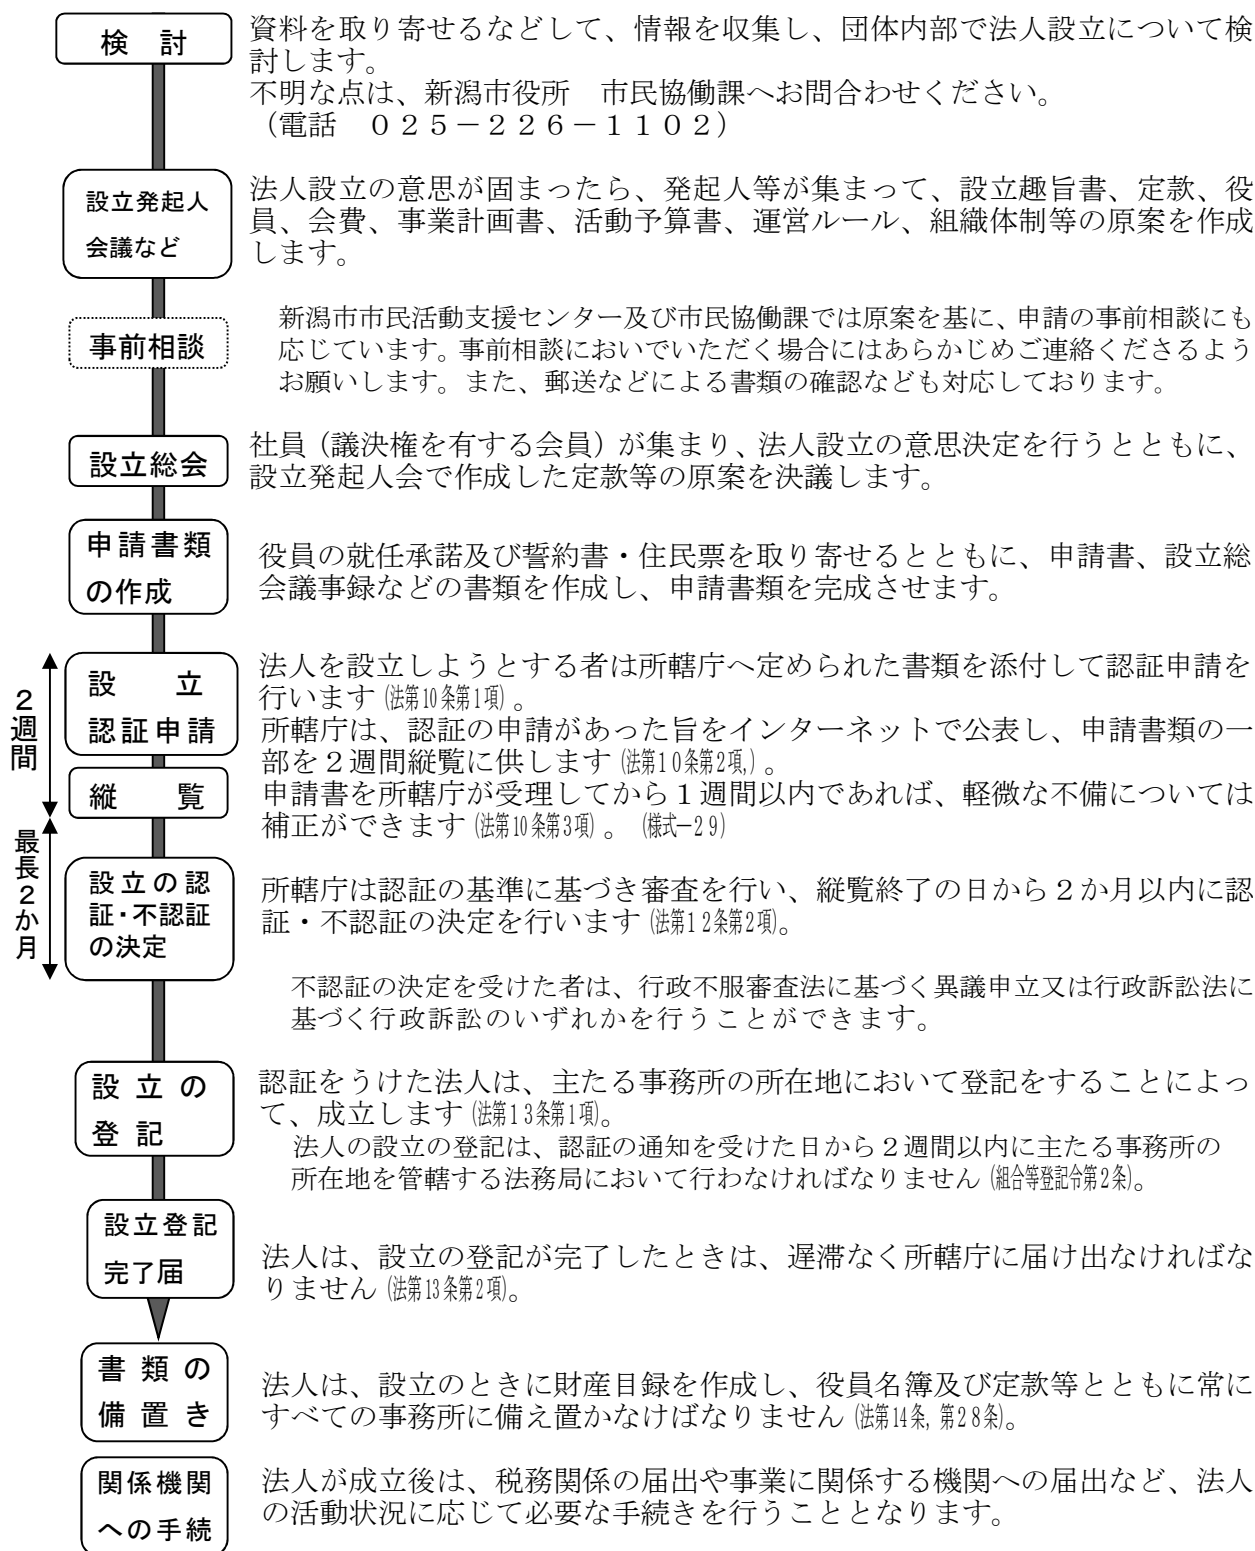 検　討
資料を取り寄せるなどして、情報を収集し、団体内部で法人設立について検
討します。
不明な点は、新潟市役所　市民協働課へお問合わせください。
（電話　０２５－２２６－１１０２）
設立発起人
会議など
法人設立の意思が固まったら、発起人等が集まって、設立趣旨書、定款、役
員、会費、事業計画書、活動予算書、運営ルール、組織体制等の原案を作成
します。
事前相談
新潟市市民活動支援センター及び市民協働課では原案を基に、申請の事前相談にも
応じています。事前相談においでいただく場合にはあらかじめご連絡くださるよう
お願いします。また、郵送などによる書類の確認なども対応しております。
設立総会
社員（議決権を有する会員）が集まり、法人設立の意思決定を行うとともに、
設立発起人会で作成した定款等の原案を決議します。
申請書類
の作成
役員の就任承諾及び誓約書・住民票を取り寄せるとともに、申請書、設立総
会議事録などの書類を作成し、申請書類を完成させます。
２週間
設　立
認証申請
法人を設立しようとする者は所轄庁へ定められた書類を添付して認証申請を
行います（法第10条第1項）。
所轄庁は、認証の申請があった旨をインターネットで公表し、申請書類の一
部を２週間縦覧に供します（法第10条第2項,）。
縦　覧
申請書を所轄庁が受理してから１週間以内であれば、軽微な不備については
補正ができます（法第10条第3項）。（様式－29）
最長２か月
設立の認
証・不認証
の決定
所轄庁は認証の基準に基づき審査を行い、縦覧終了の日から２か月以内に認
証・不認証の決定を行います（法第12条第2項）。
不認証の決定を受けた者は、行政不服審査法に基づく異議申立又は行政訴訟法に
基づく行政訴訟のいずれかを行うことができます。
設立の
登記
認証をうけた法人は、主たる事務所の所在地において登記をすることによっ
て、成立します（法第13条第1項）。
法人の設立の登記は、認証の通知を受けた日から２週間以内に主たる事務所の
所在地を管轄する法務局において行わなければなりません（組合等登記令第2条）。
設立登記
完了届
法人は、設立の登記が完了したときは、遅滞なく所轄庁に届け出なければな
りません（法第13条第2項）。
書類の
備置き
法人は、設立のときに財産目録を作成し、役員名簿及び定款等とともに常に
すべての事務所に備え置かなけばなりません（法第14条, 第28条）。
関係機関
への手続
法人が成立後は、税務関係の届出や事業に関係する機関への届出など、法人
の活動状況に応じて必要な手続きを行うこととなります。